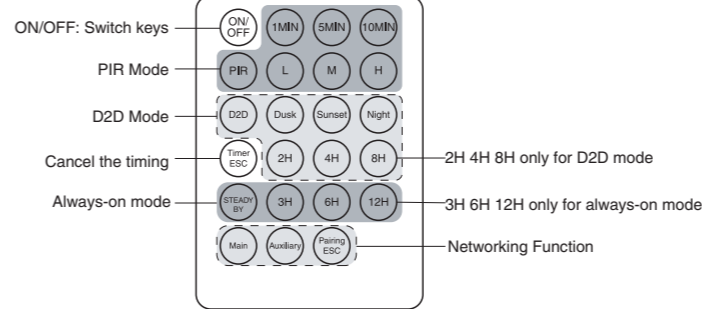 ON/OFF: Switch keys
ON/
OFF
1MIN
5MIN
10MIN
PIR Mode
PIR
L
M
H
D2D Mode
D2D
Dusk
Sunset
Night
Cancel the timing
Timer
ESC
2H
4H
8H
2H 4H 8H only for D2D mode
Always-on mode
STEADY
BY
3H
6H
12H
3H 6H 12H only for always-on mode
Main
Auxiliary
Pairing
ESC
Networking Function